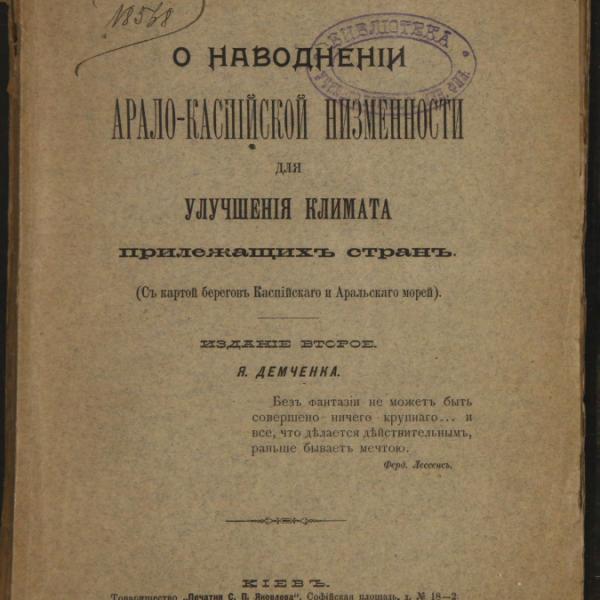 18568
БИБЛІОТЕКА
О НАВОДНЕНІИ
АРАЛО-КАСПІЙСКОЙ НИЗМЕННОСТИ
ДЛЯ
УЛУЧШЕНІЯ КЛИМАТА
ПРИЛЕЖАЩИХЪ СТРАНЪ.
(Съ картой береговъ Каспійскаго и Аральскаго морей).
ИЗДАНІЕ ВТОРОЕ.
Я. ДЕМЧЕНКА.
Безъ фантазіи не можетъ быть
совершено ничего крупнаго... и
все, что дѣлается дѣйствительнымъ,
раньше бываетъ мечтою.
Ферд. Лессепсъ.
КІЕВЪ.
Товарищество „Печатня С. П. Яковлева“. Софійская площадь, д. № 18—2